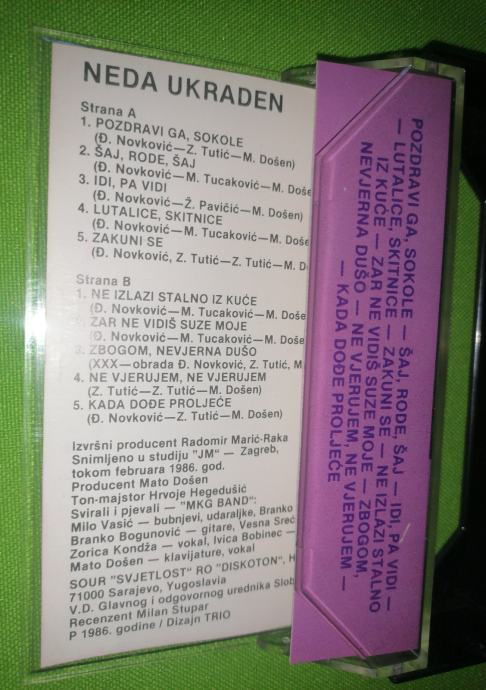 NEDA UKRADEN
Strana A
1. POZDRAVI GA, SOKOLE
(Đ. Novković—Z. Tutić—M. Došen)
2. ŠAJ, RODE, ŠAJ
(Đ. Novković—M. Tucaković—M. Doše
3. IDI, PA VIDI
(Đ. Novković—Ž. Pavičić—M. Došen)
4. LUTALICE, SKITNICE
(Đ. Novković—M. Tucaković—M. Doše
5. ZAKUNI SE
(Đ. Novković, Z. Tutić—Z. Tutić—M. D
Strana B
1. NE IZLAZI STALNO IZ KUĆE
(Đ. Novković—M. Tucaković—M. Doše
ZAR NE VIDIŠ SUZE MOJE
(Đ. Novković—M. Tucaković—M. Došen
3. ZBOGOM, NEVJERNA DUŠO
(XXX—obrada Đ. Novković, Z. Tutić, M
4. NE VJERUJEM, NE VJERUJEM
(Z. Tutić—Z. Tutić—M. Došen)
5. KADA DOĐE PROLJEĆE
(Đ. Novković—Z. Tutić—M. Došen)
Izvršni producent Radomir Marić-Raka
Snimljeno u studiju "JM" — Zagreb,
tokom februara 1986. god.
Producent Mato Došen
Ton-majstor Hrvoje Hegedušić
Svirali i pjevali — "MKG BAND":
Milo Vasić — bubnjevi, udaraljke, Branko
Branko Bogunović — gitare, Vesna Sreć
Zorica Kondža — vokal, Ivica Bobinec —
Mato Došen — klavijature, vokal
SOUR "SVJETLOST" RO "DISKOTON", H
71000 Sarajevo, Yugoslavia
V.D. Glavnog i odgovornog urednika Slob
Recenzent Milan Stupar
P 1986. godine / Dizajn TRIO
POZDRAVI GA, SOKOLE — ŠAJ, RODE, ŠAJ — IDI, PA VIDI —
— LUTALICE, SKITNICE — ZAKUNI SE — NE IZLAZI STALNO
IZ KUĆE — ZAR NE VIDIŠ SUZE MOJE — ZBOGOM,
NEVJERNA DUŠO — NE VJERUJEM, NE VJERUJEM —
— KADA DOĐE PROLJEĆE